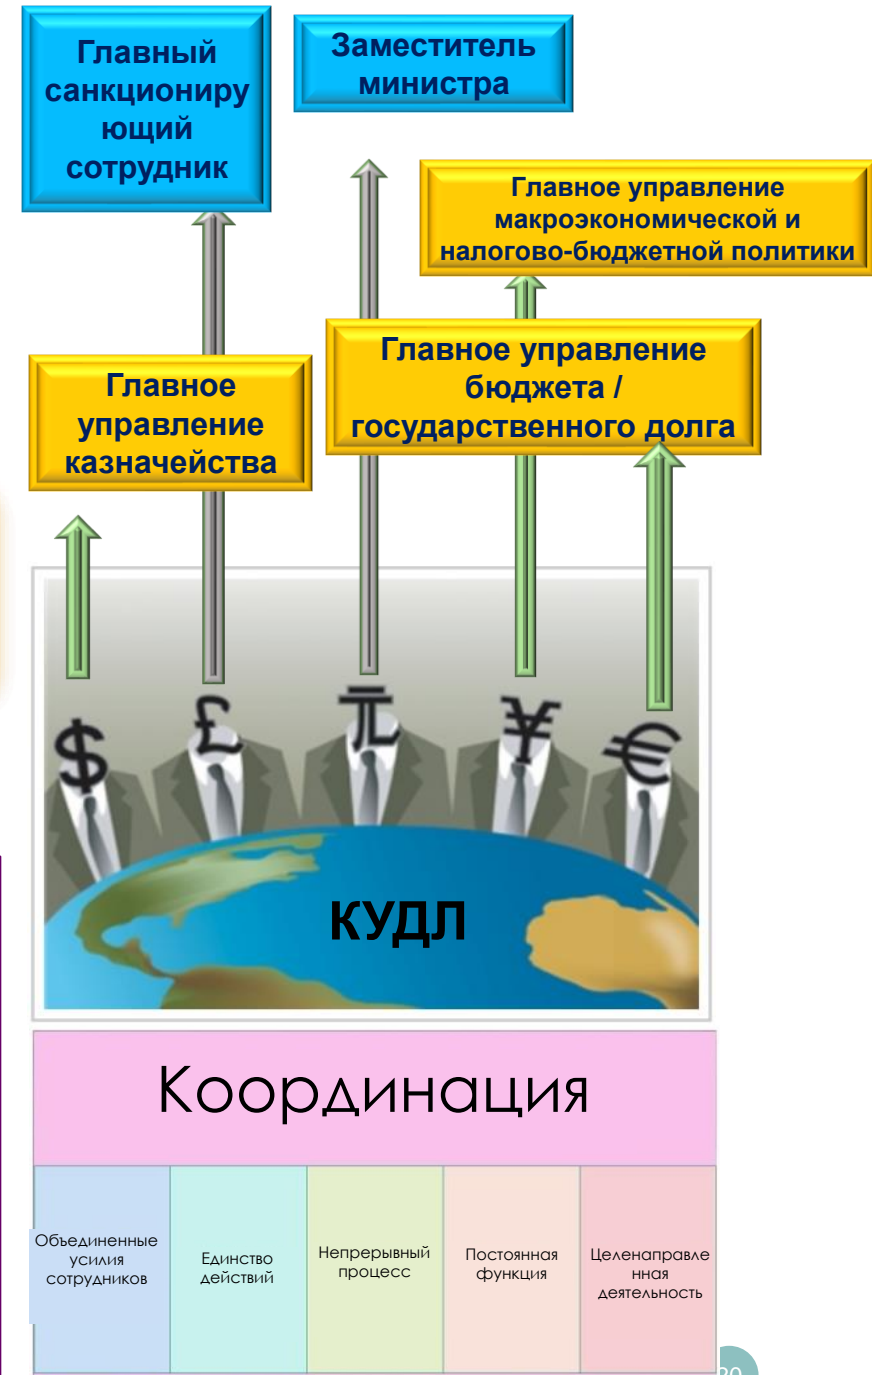 Главный
санкциониру
ющий
сотрудник
Заместитель
министра
Главное управление
макроэкономической и
налогово-бюджетной политики
Главное управление
бюджета /
государственного долга
Главное
управление
казначейства
$ £ 元 ¥ €
КУДЛ
Координация
Объединенные
усилия
сотрудников
Единство
действий
Непрерывный
процесс
Постоянная
функция
Целенаправле
нная
деятельность